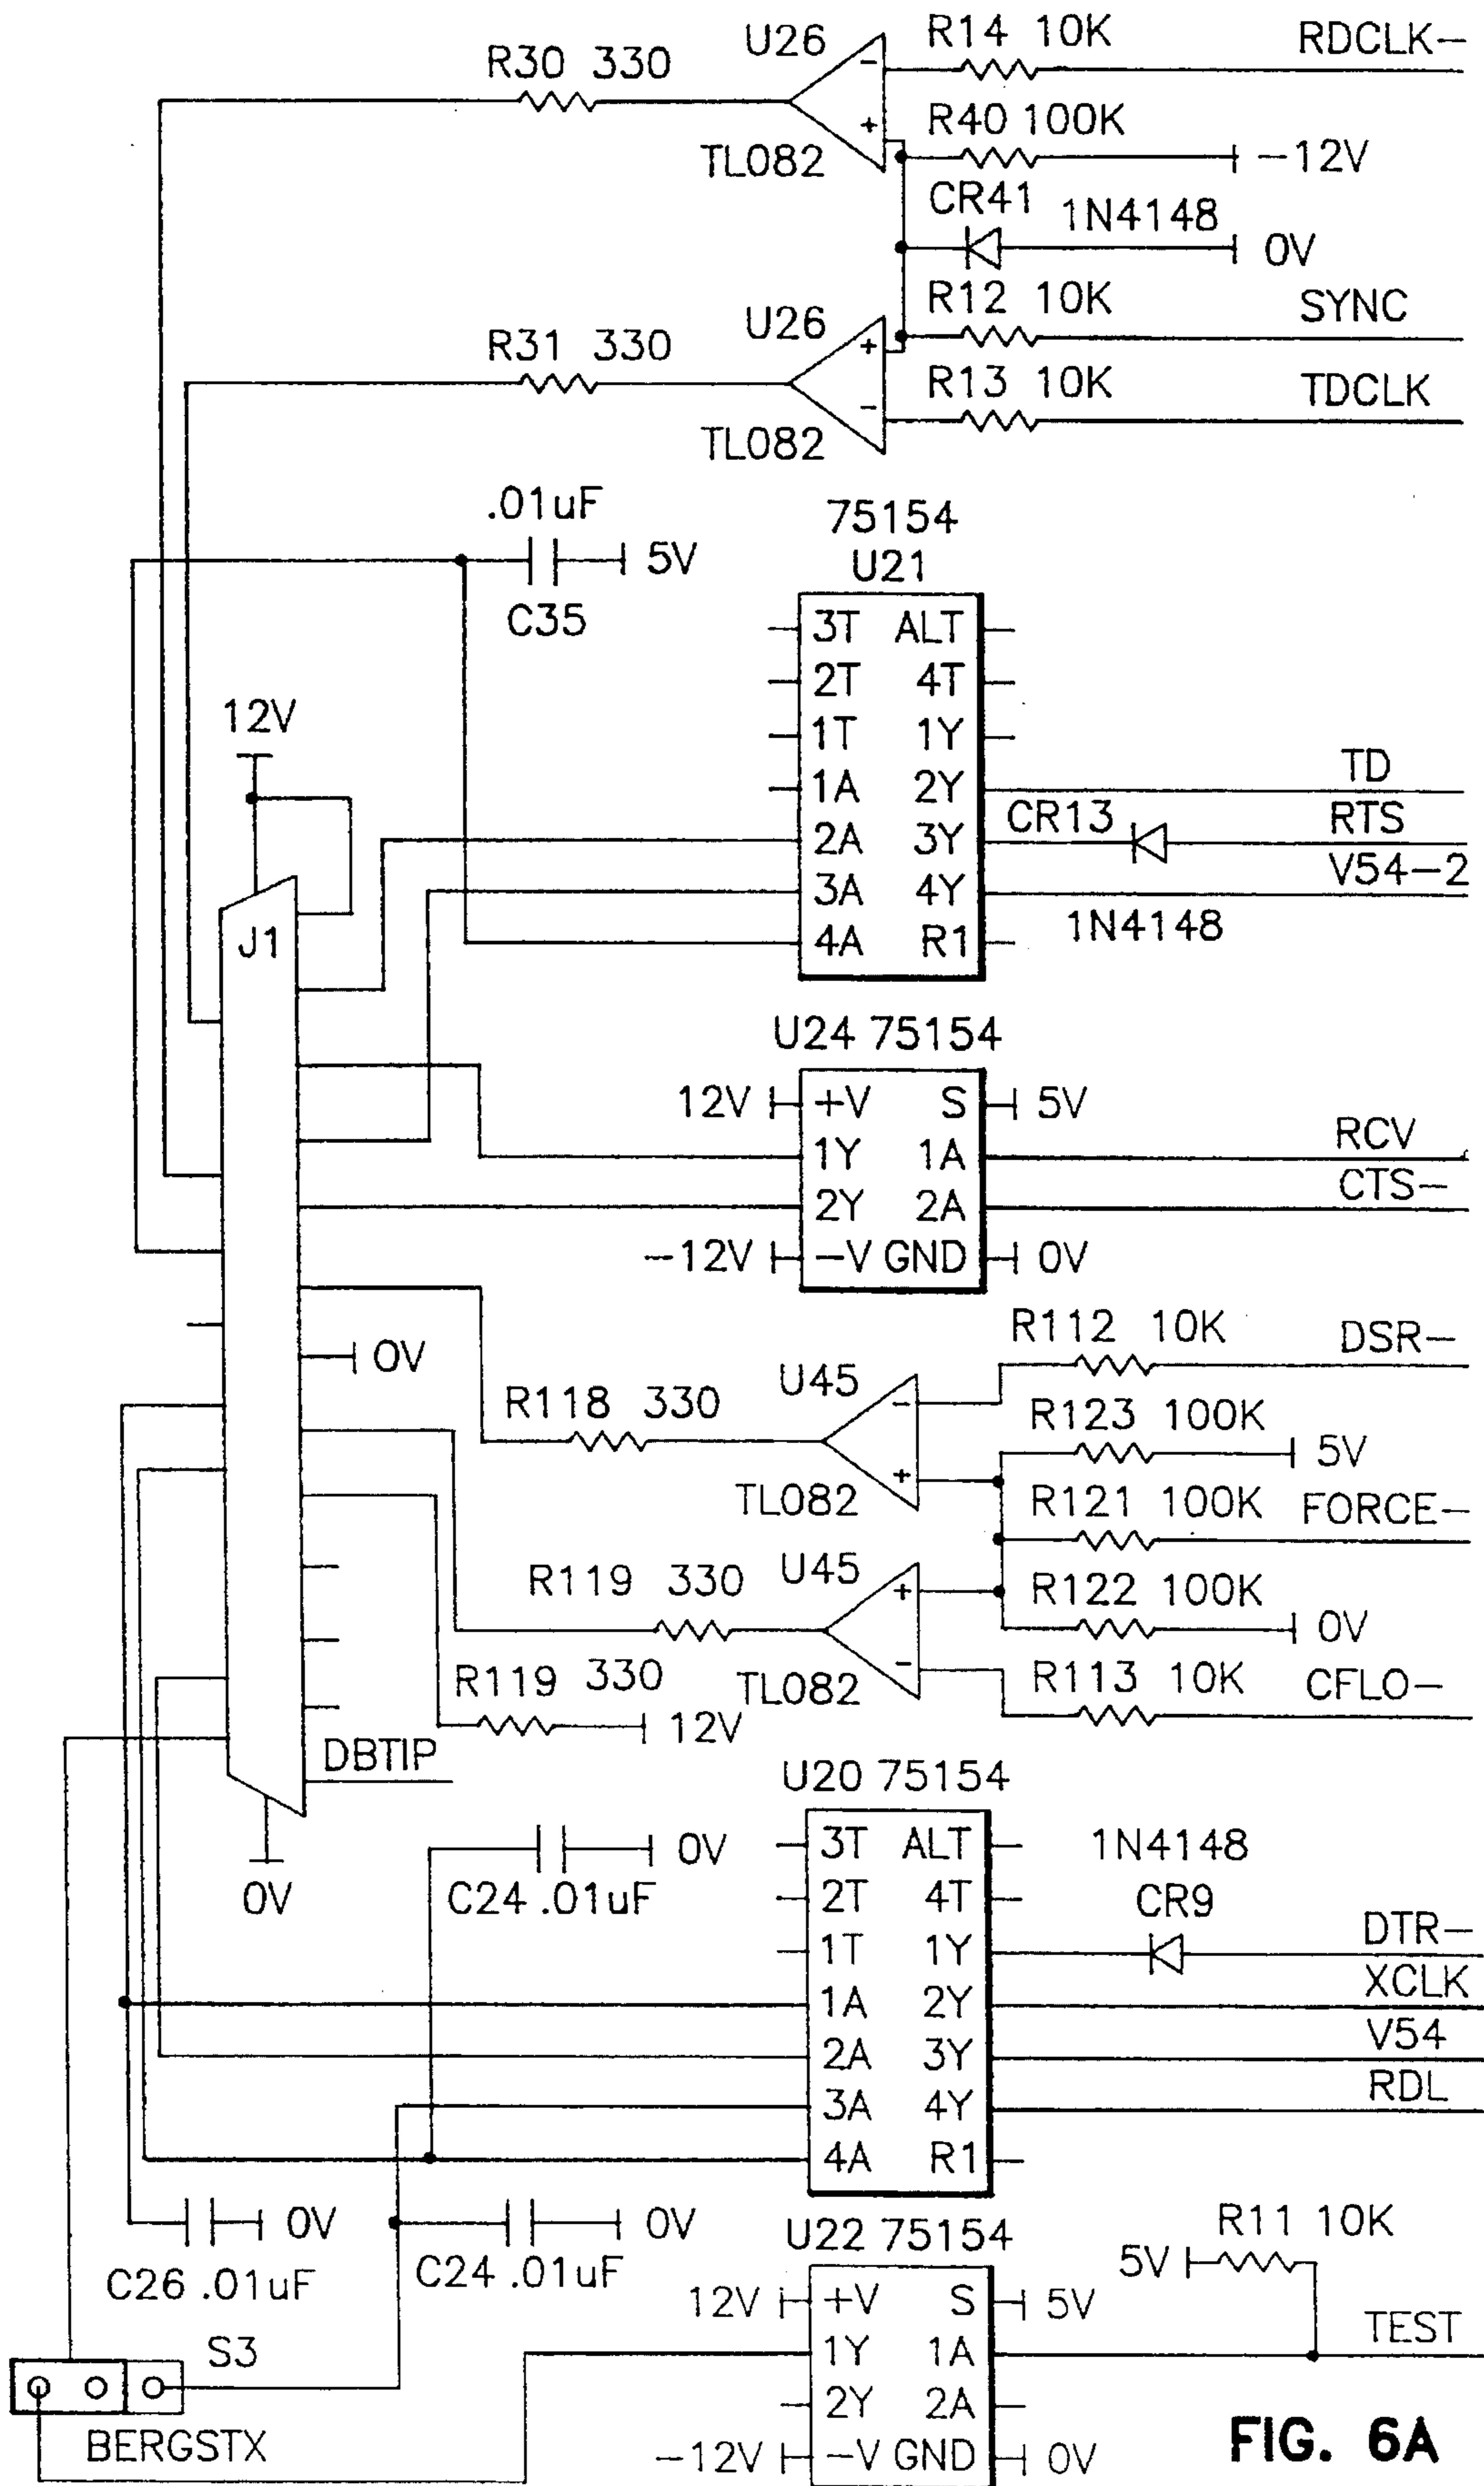 U26 R14 10K RDCLK-
R30 330
-
+
R40 100K
TL082 -12V
CR41 1N4148
0V
R12 10K SYNC
U26
R31 330 +
R13 10K TDCLK
-
TL082
.01uF 75154
5V U21
C35
3T ALT
2T 4T
12V
1T 1Y
TD
1A 2Y
CR13 RTS
2A 3Y
V54-2
3A 4Y
1N4148
J1 4A R1
U24 75154
12V +V S 5V
RCV
1Y 1A
CTS-
2Y 2A
-12V -V GND 0V
R112 10K DSR-
0V
U45
R118 330 -
R123 100K
5V
+
TL082
R121 100K FORCE-
R119 330 U45
+
R122 100K
0V
-
R119 330 TL082
R113 10K CFLO-
12V
DBTIP
U20 75154
3T ALT 1N4148
0V
0V C24 .01uF
2T 4T CR9
DTR-
1T 1Y
XCLK
1A 2Y
V54
2A 3Y
RDL
3A 4Y
4A R1
0V 0V
U22 75154 R11 10K
C26 .01uF C24 .01uF
5V
12V +V S 5V
S3 TEST
1Y 1A
2Y 2A
BERGSTX
-12V -V GND 0V
FIG. 6A